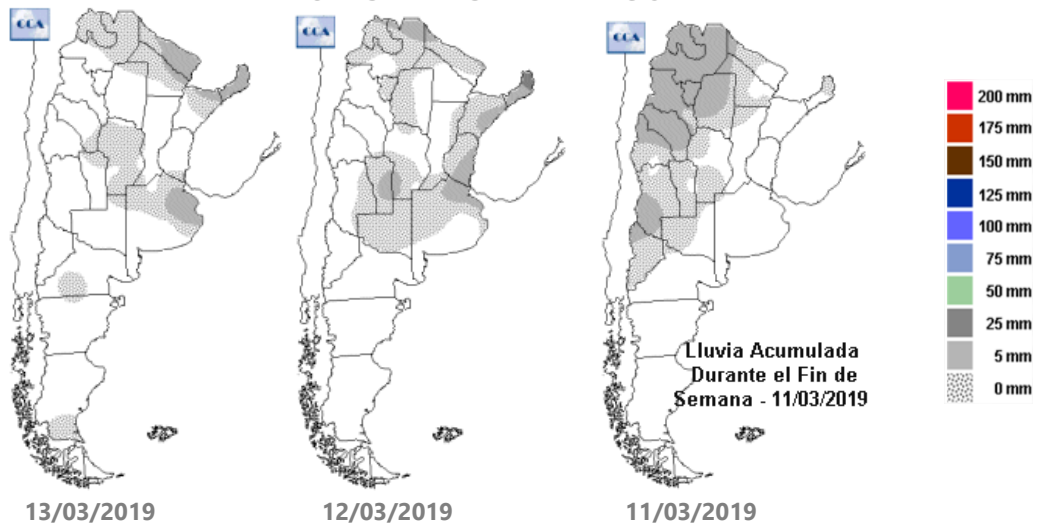 CCA
CCA
CCA
200 mm
175 mm
150 mm
125 mm
100 mm
75 mm
50 mm
25 mm
5 mm
0 mm
Lluvia Acumulada
Durante el Fin de
Semana - 11/03/2019
13/03/2019
12/03/2019
11/03/2019